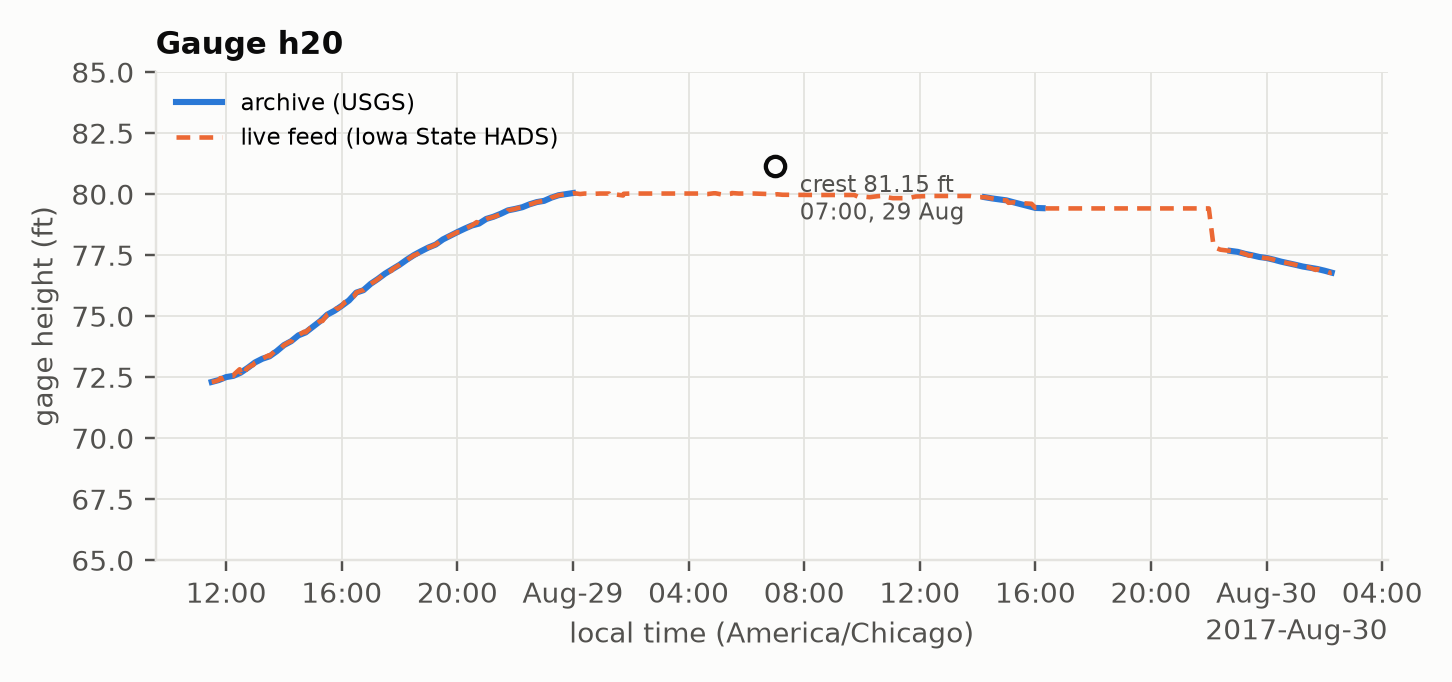 Gauge h20
85.0
82.5
80.0
77.5
75.0
72.5
70.0
67.5
65.0
gage height (ft)
archive (USGS)
live feed (Iowa State HADS)
crest 81.15 ft
07:00, 29 Aug
12:00 16:00 20:00 Aug-29 04:00 08:00 12:00 16:00 20:00 Aug-30 04:00
local time (America/Chicago)
2017-Aug-30